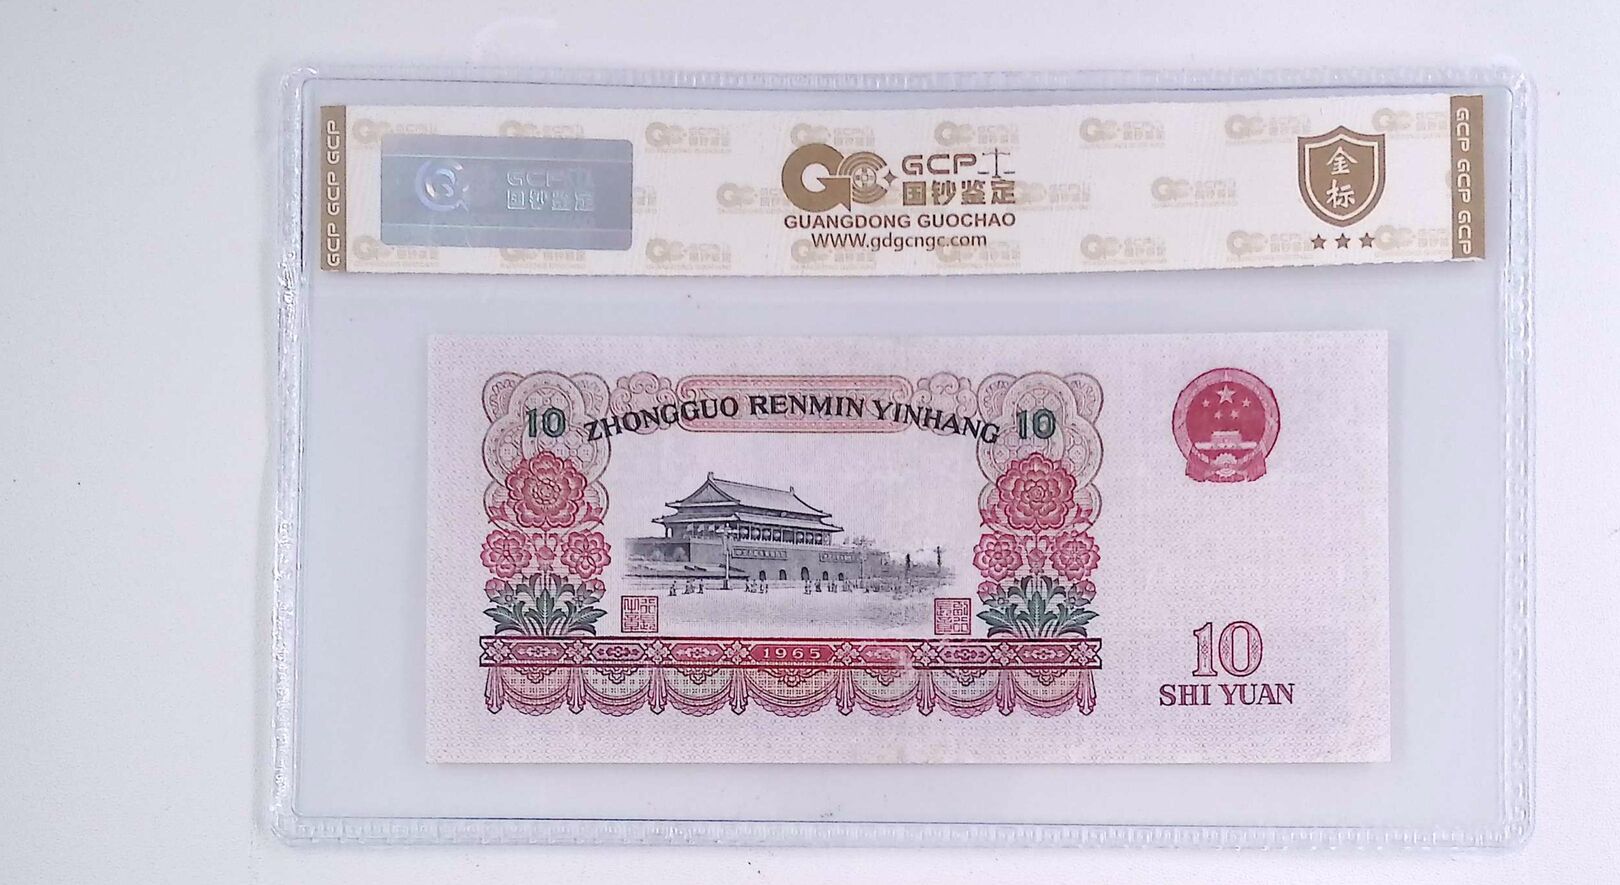 GCP GCP GCP
GCP
国钞鉴定
GCP
国钞鉴定
GUANGDONG GUOCHAO
WWW.gdgcngc.com
金标
GCP GCP GCP
ZHONGGUO RENMIN YINHANG
10
10
1965
10
SHI YUAN